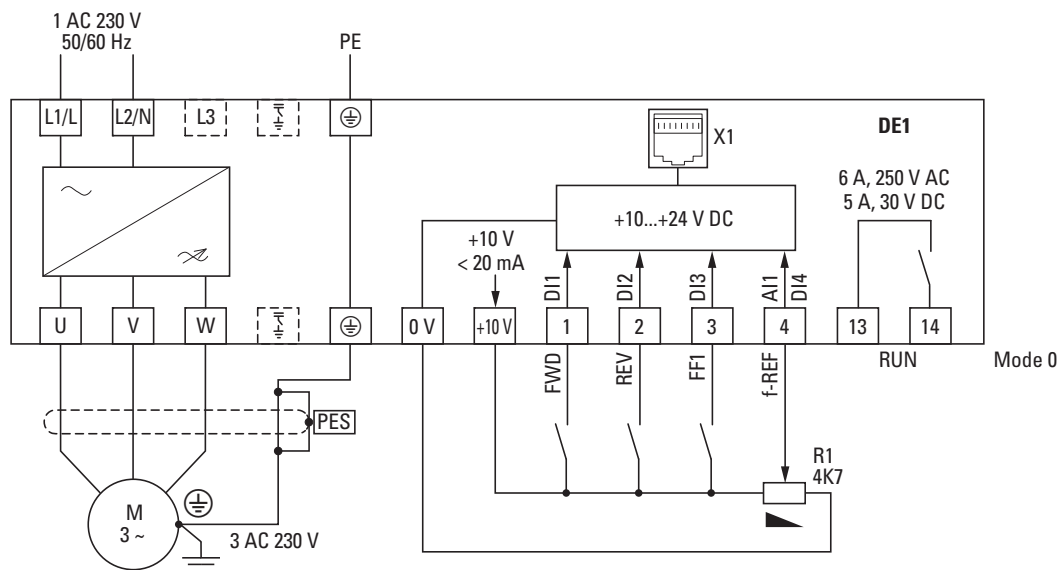 1 AC 230 V
50/60 Hz
PE
L1/L
L2/N
L3
X1
DE1
6 A, 250 V AC
5 A, 30 V DC
+10...+24 V DC
+10 V
< 20 mA
DI1
DI2
DI3
AI1
DI4
U
V
W
0 V
+10 V
1
2
3
4
13
14
FWD
REV
FF1
f-REF
RUN
Mode 0
PES
R1
4K7
M
3 ~
3 AC 230 V